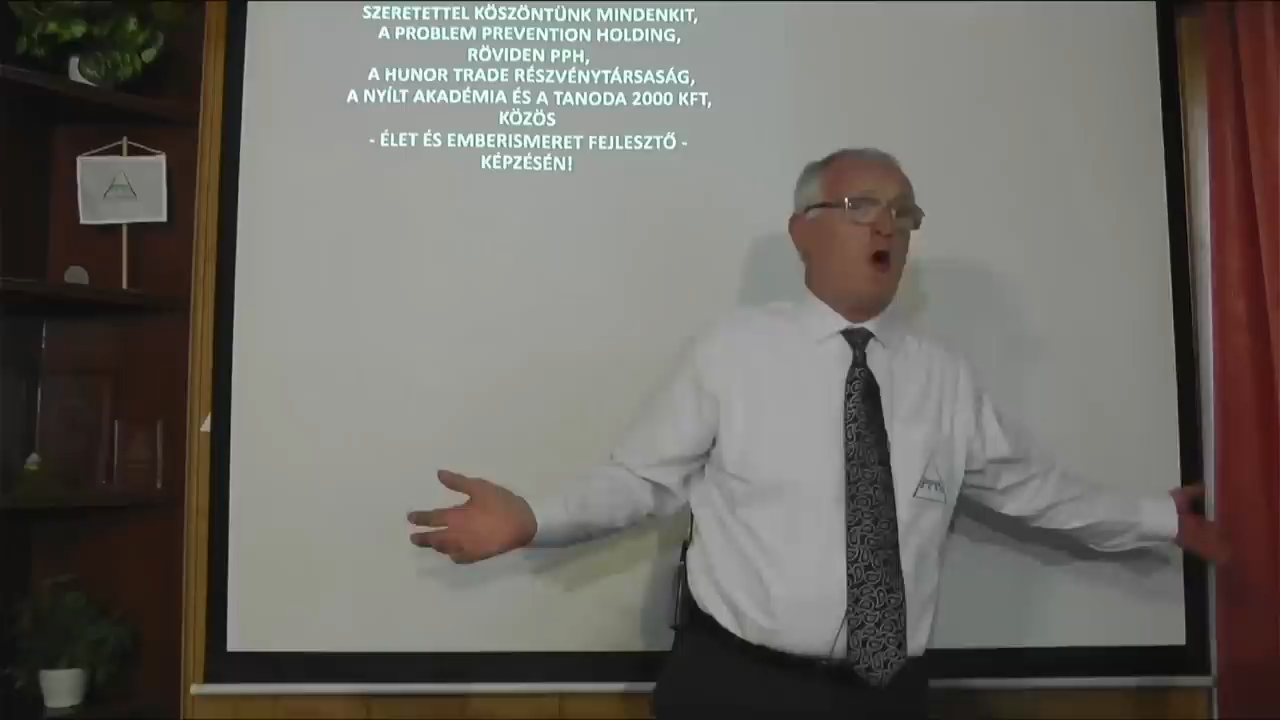 SZERETETTEL KÖSZÖNTÜNK MINDENKIT,
A PROBLEM PREVENTION HOLDING,
RÖVIDEN PPH,
A HUNOR TRADE RÉSZVÉNYTÁRSASÁG,
A NYÍLT AKADÉMIA ÉS A TANODA 2000 KFT,
KÖZÖS
- ÉLET ÉS EMBERISMERET FEJLESZTŐ -
KÉPZÉSÉN!